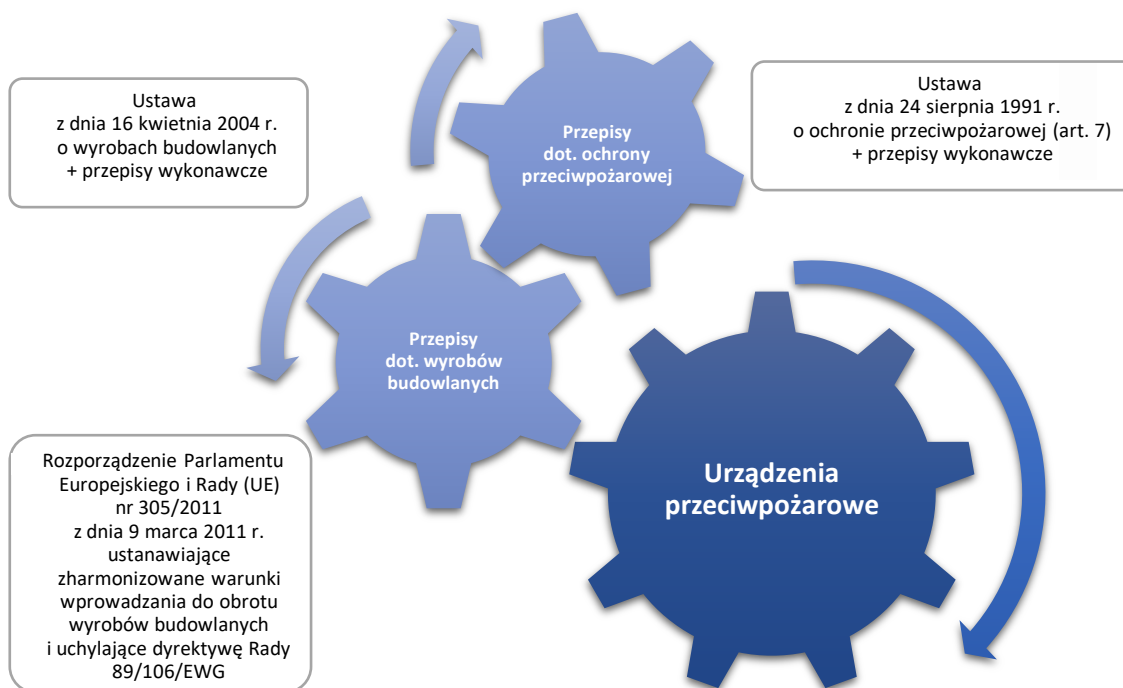 Ustawa
z dnia 16 kwietnia 2004 r.
o wyrobach budowlanych
+ przepisy wykonawcze
Przepisy
dot. ochrony
przeciwpożarowej
Ustawa
z dnia 24 sierpnia 1991 r.
o ochronie przeciwpożarowej (art. 7)
+ przepisy wykonawcze
Przepisy
dot. wyrobów
budowlanych
Urządzenia
przeciwpożarowe
Rozporządzenie Parlamentu
Europejskiego i Rady (UE)
nr 305/2011
z dnia 9 marca 2011 r.
ustanawiające
zharmonizowane warunki
wprowadzania do obrotu
wyrobów budowlanych
i uchylające dyrektywę Rady
89/106/EWG